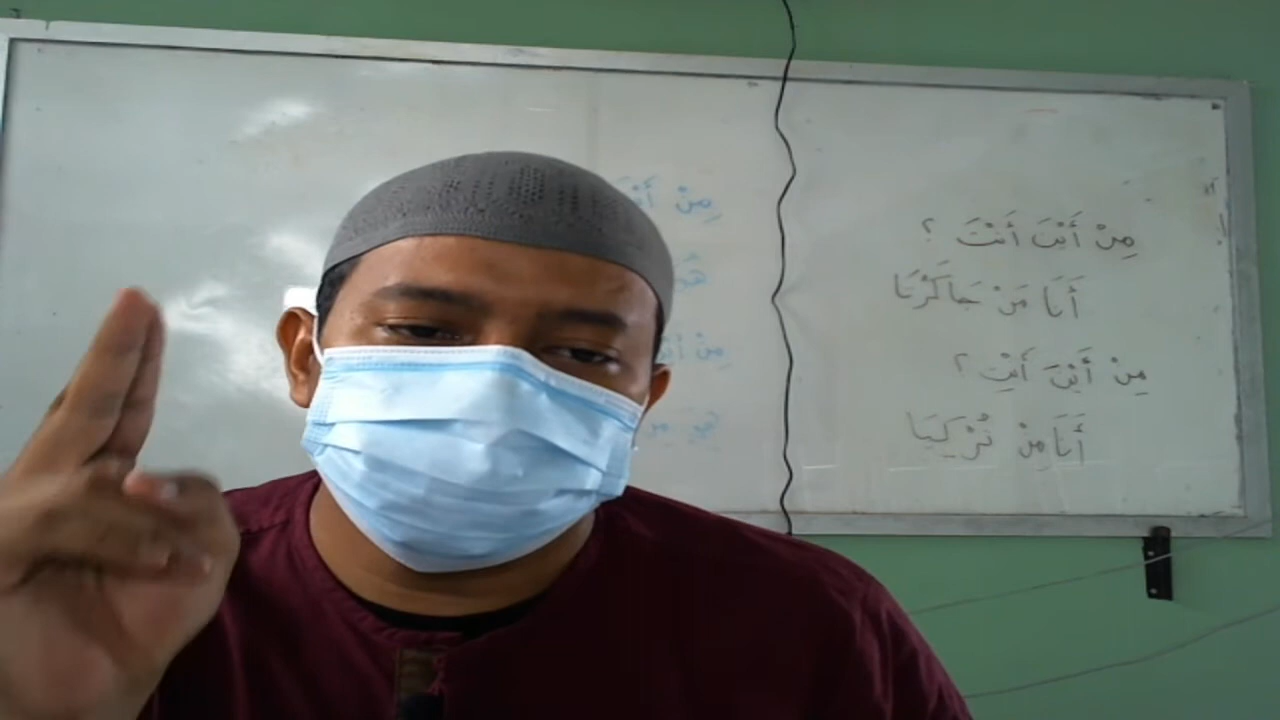 مِنْ أَيْنَ أَنْتَ ؟
أَنَا مِنْ جَاكَرْتَا
مِنْ أَيْنَ أَنْتِ ؟
أَنَا مِنْ تُرْكِيَا
مِنْ
مِنْ
هِيَ مِنْ